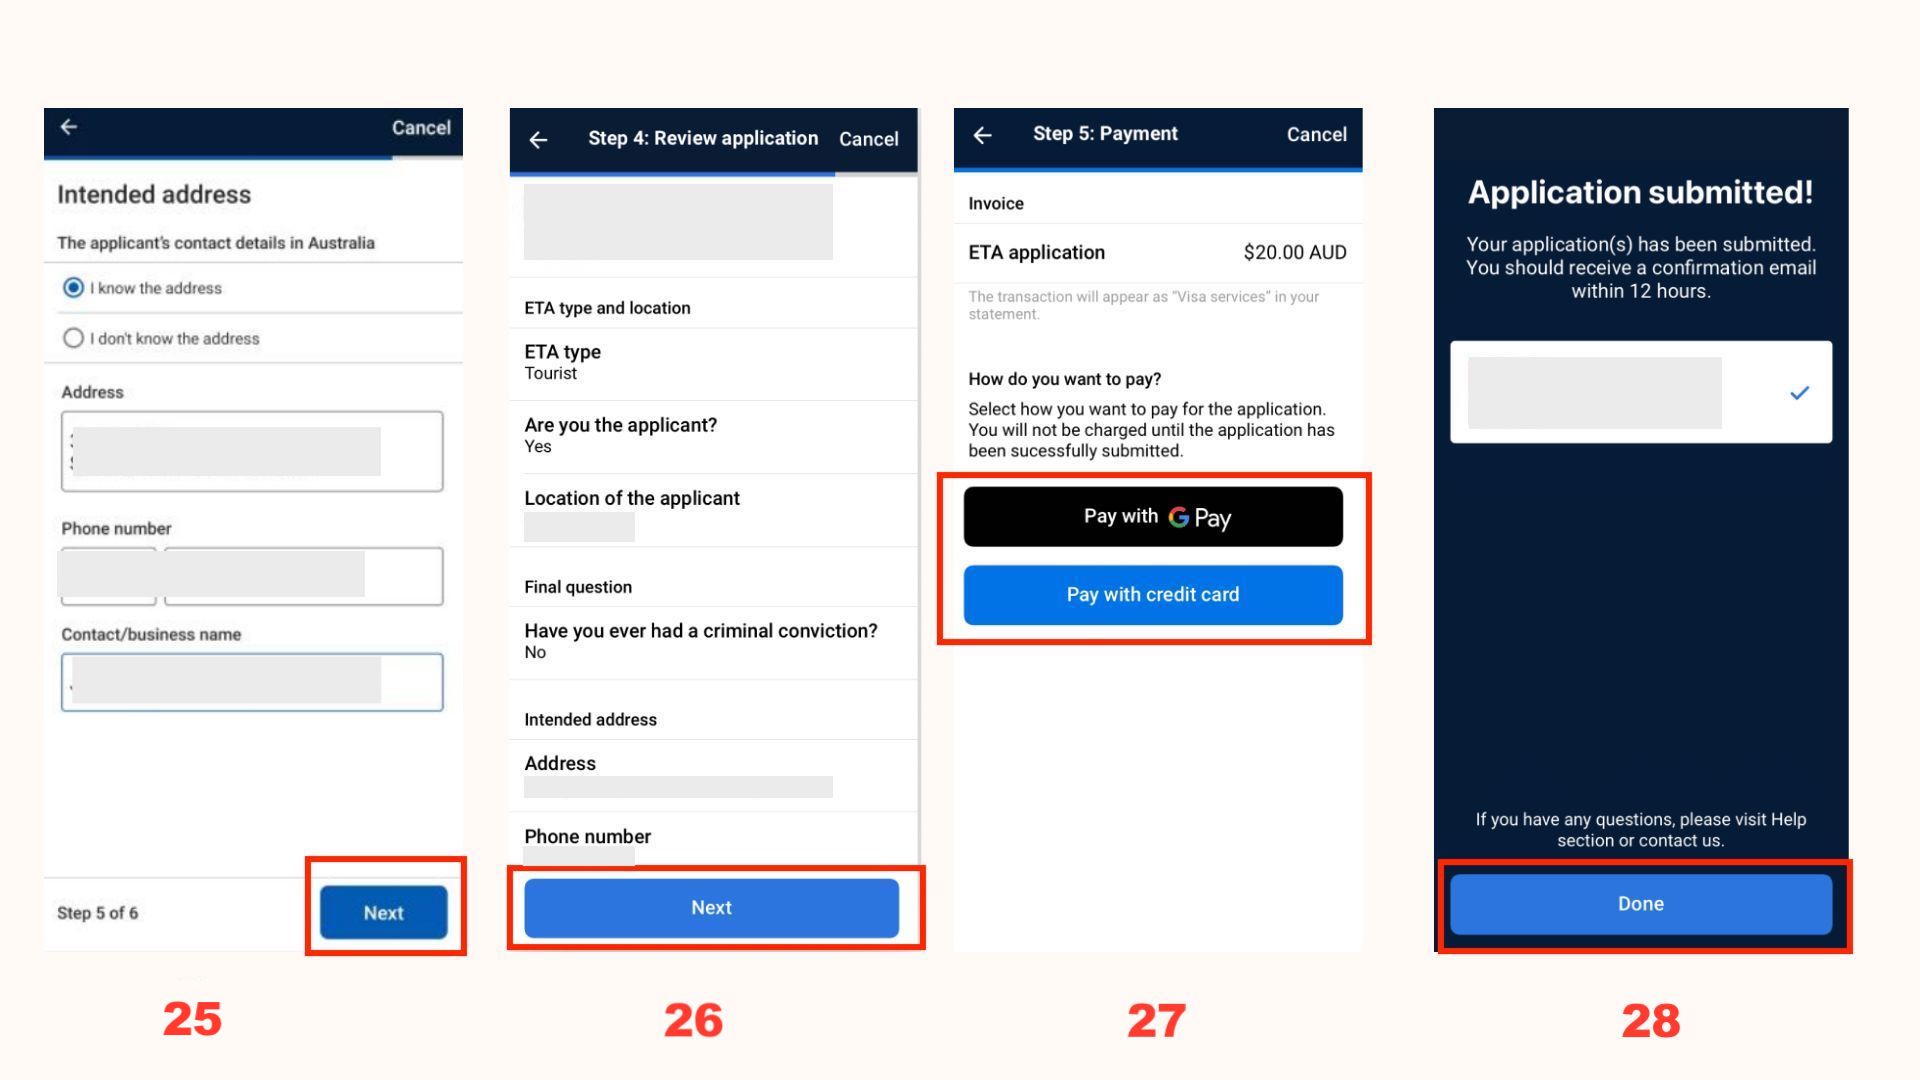 Cancel
Intended address
The applicant's contact details in Australia
I know the address
I don't know the address
Address
Phone number
Contact/business name
Step 5 of 6
Next
25
Step 4: Review application
Cancel
ETA type and location
ETA type
Tourist
Are you the applicant?
Yes
Location of the applicant
Final question
Have you ever had a criminal conviction?
No
Intended address
Address
Phone number
Next
26
Step 5: Payment
Cancel
Invoice
ETA application
$20.00 AUD
The transaction will appear as “Visa services” in your
statement.
How do you want to pay?
Select how you want to pay for the application.
You will not be charged until the application has
been sucessfully submitted.
Pay with G Pay
Pay with credit card
27
Application submitted!
Your application(s) has been submitted.
You should receive a confirmation email
within 12 hours.
If you have any questions, please visit Help
section or contact us.
Done
28